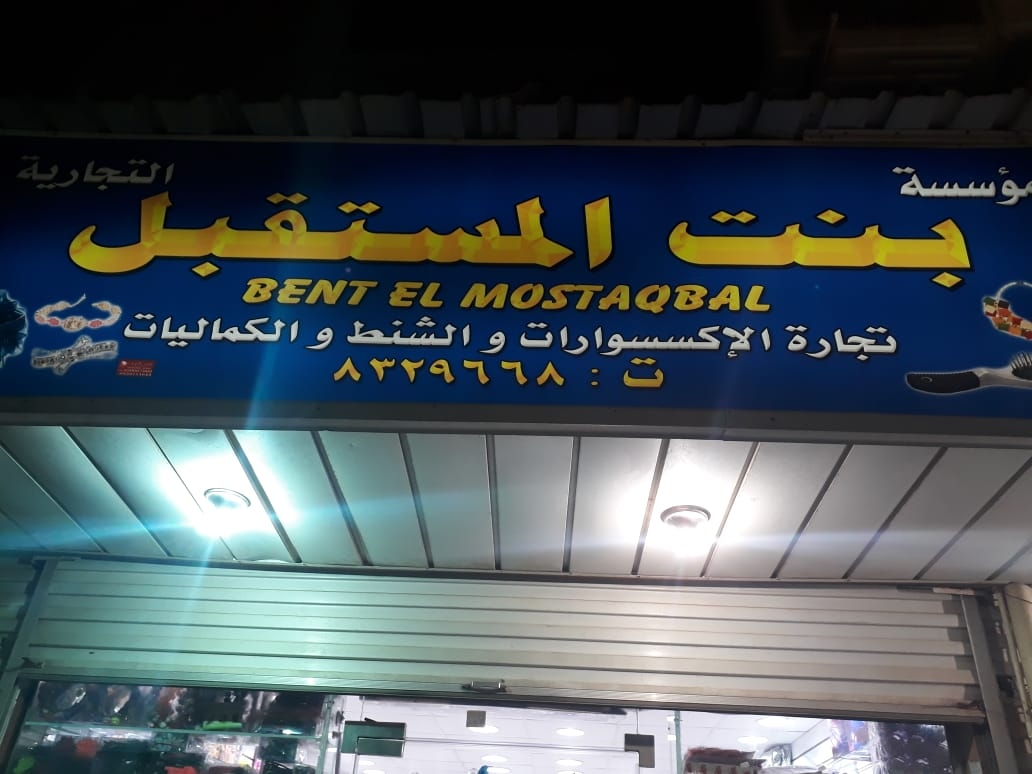 مؤسسة
التجارية
بنت المستقبل
BENT EL MOSTAQBAL
تجارة الإكسسوارات و الشنط و الكماليات
ت : ٨٣٢٩٦٦٨